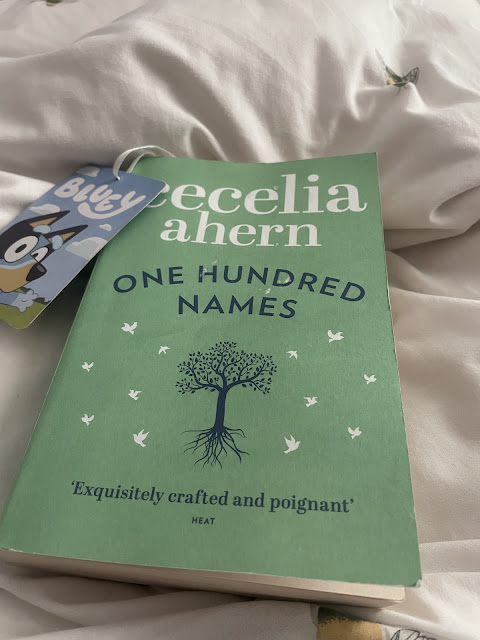 BLUEY
cecelia
ahern
ONE HUNDRED
NAMES
'Exquisitely crafted and poignant'
HEAT